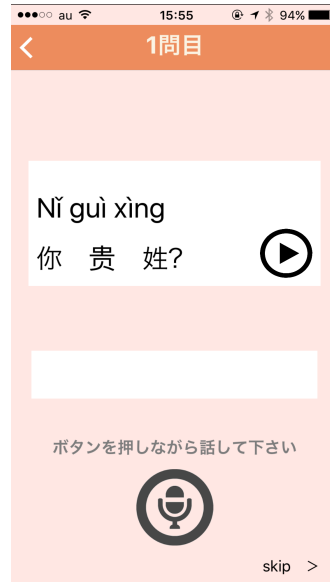 au 15:55 94%
1問目
Nǐ guì xìng
你 贵 姓?
ボタンを押しながら話して下さい
skip >